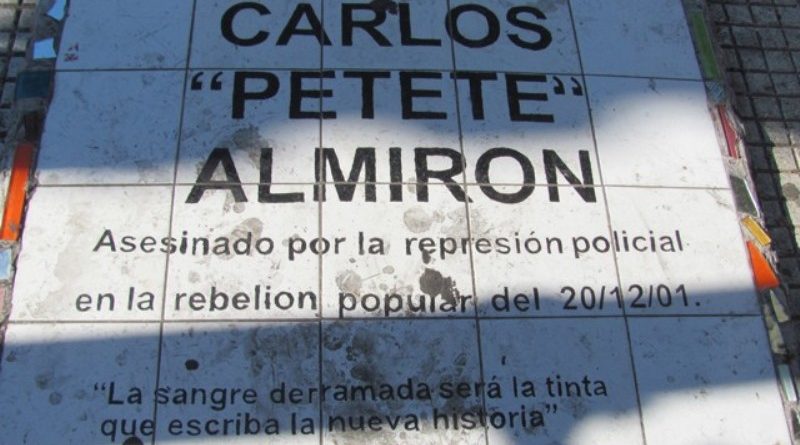 CARLOS
"PETETE"
ALMIRON
Asesinado por la represión policial
en la rebelion popular del 20/12/01.
"La sangre derramada será la tinta
que escriba la nueva historia"